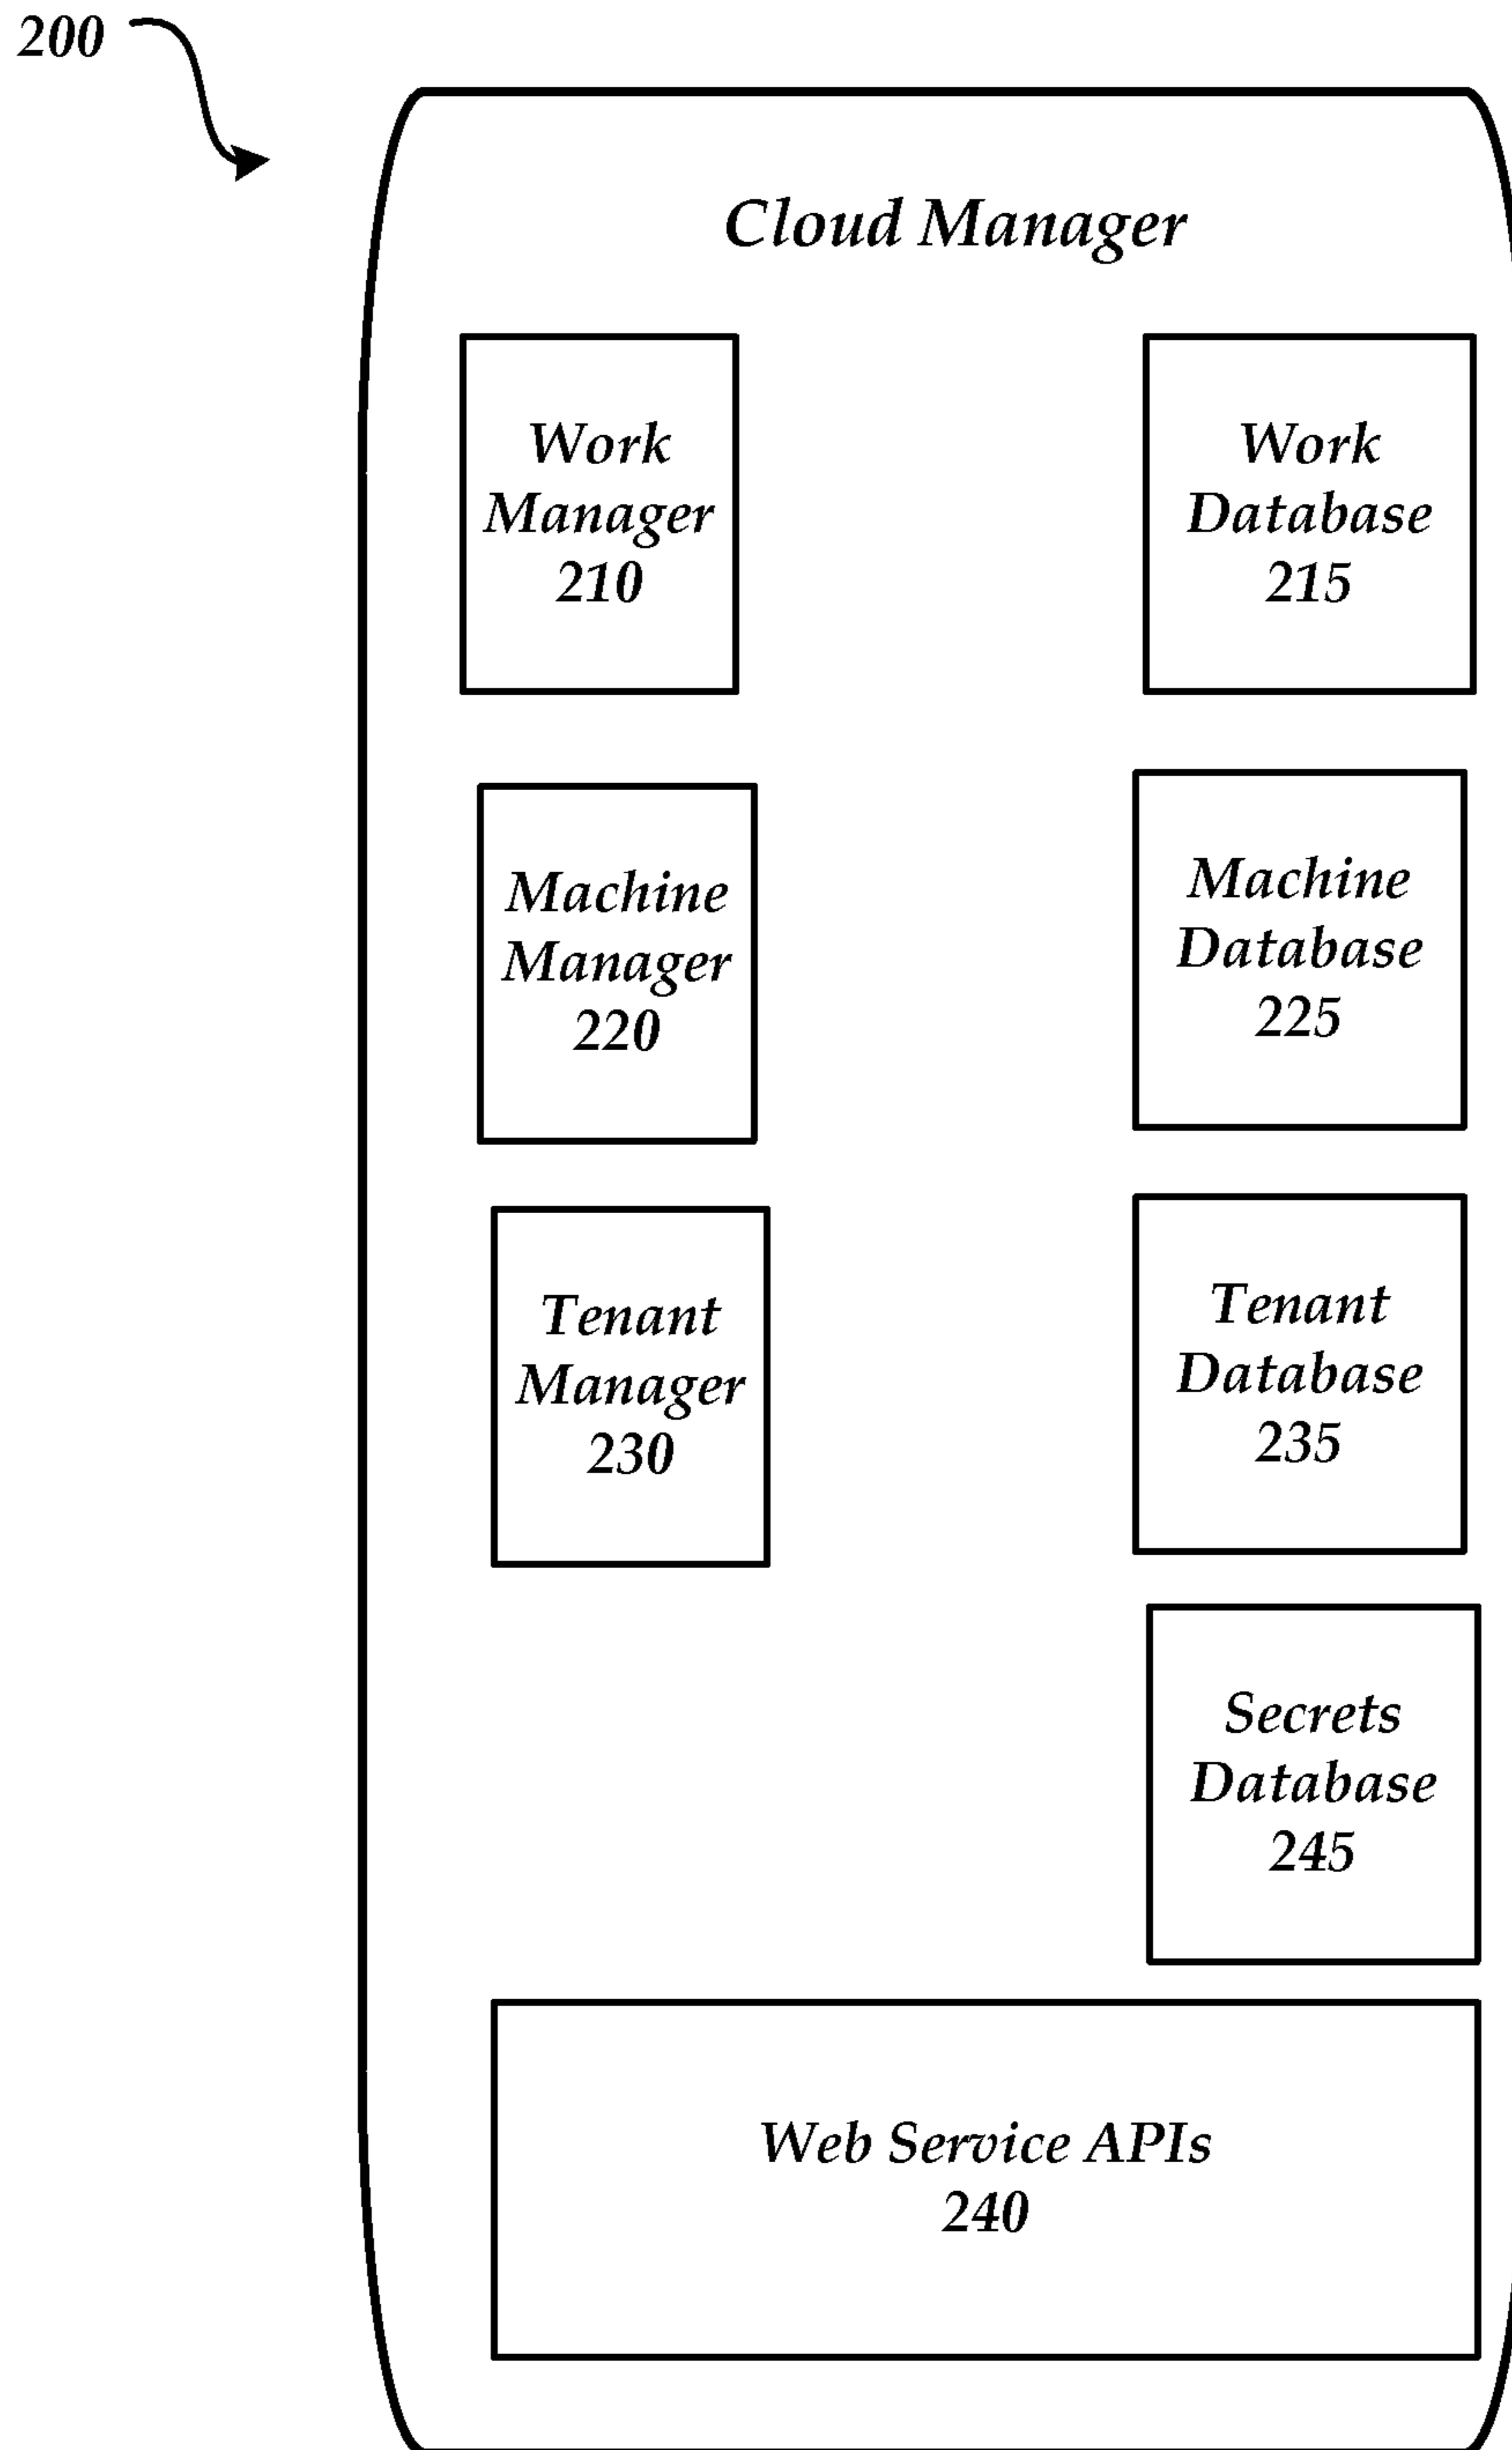 200
Cloud Manager
Work
Manager
210
Work
Database
215
Machine
Manager
220
Machine
Database
225
Tenant
Manager
230
Tenant
Database
235
Secrets
Database
245
Web Service APIs
240